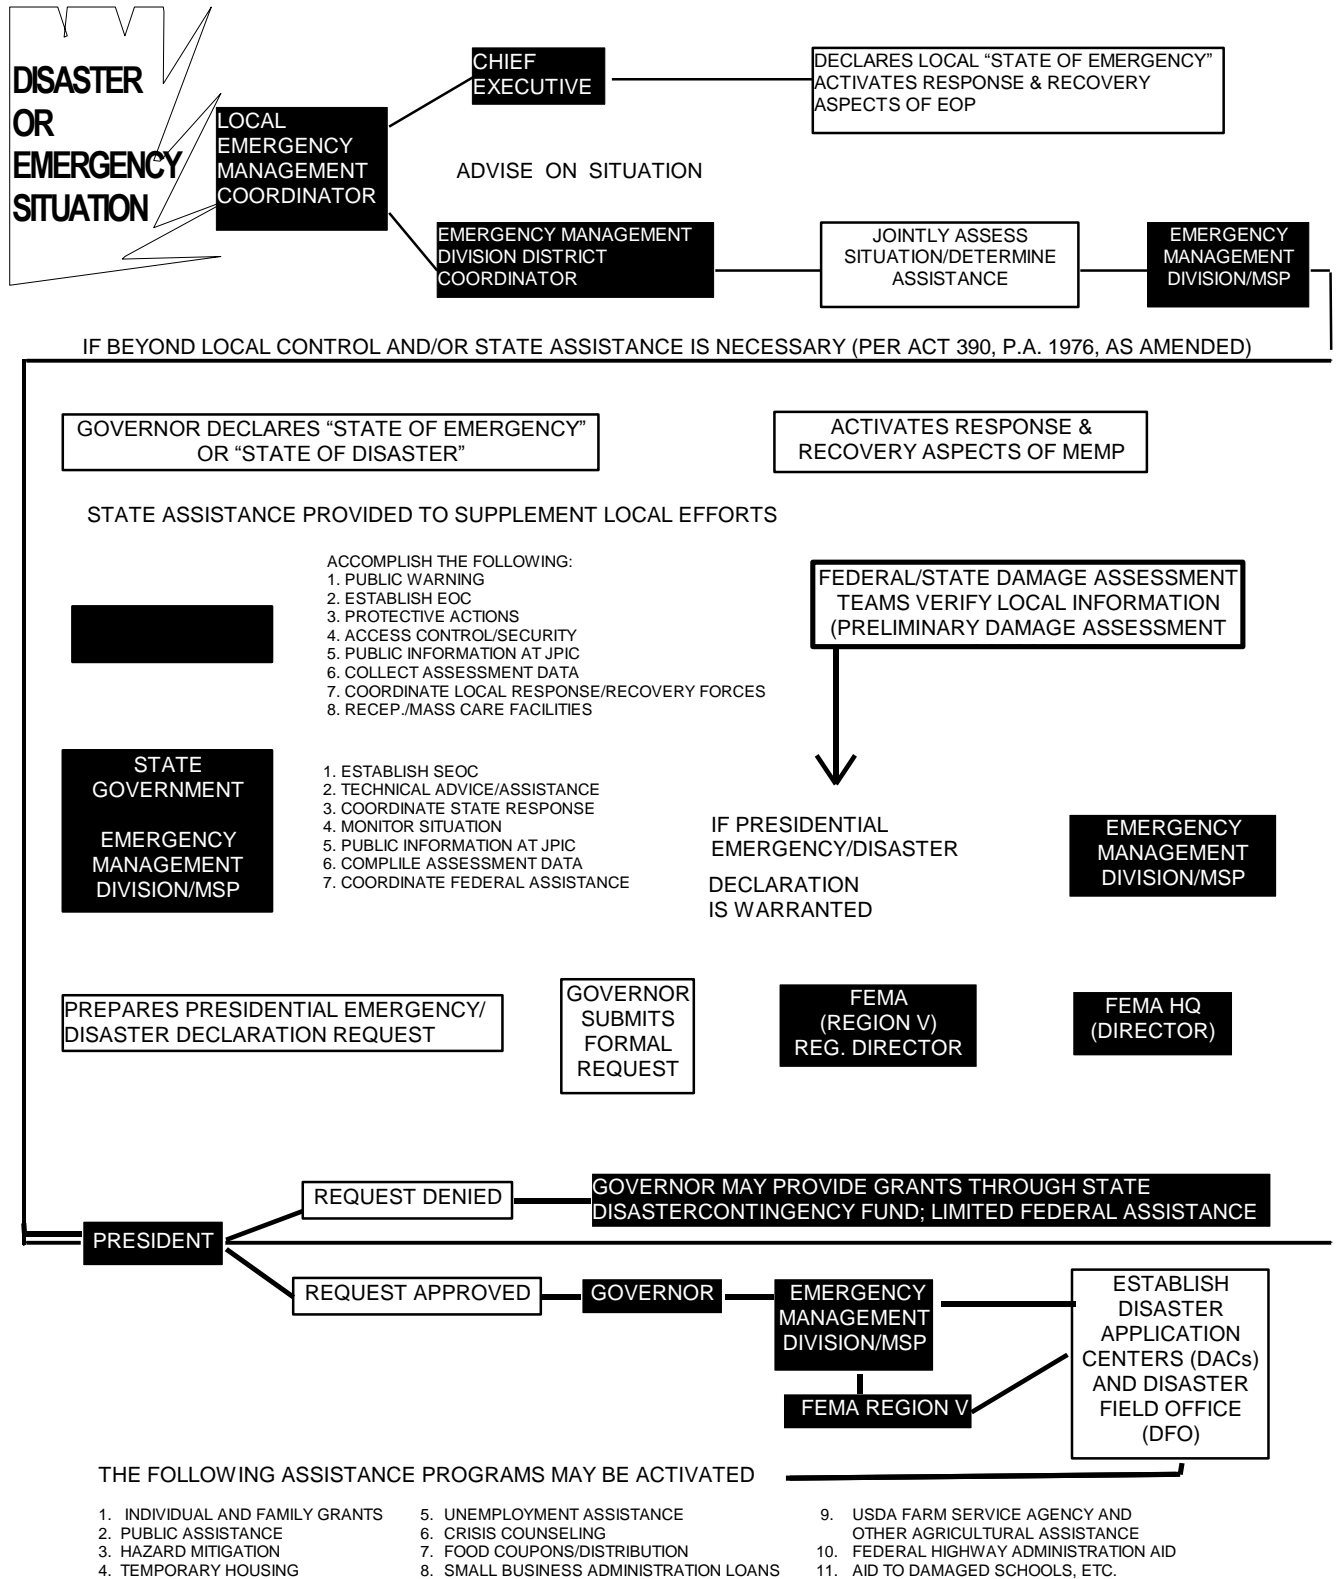 DISASTER
OR
EMERGENCY
SITUATION
LOCAL
EMERGENCY
MANAGEMENT
COORDINATOR
CHIEF
EXECUTIVE
DECLARES LOCAL “STATE OF EMERGENCY”
ACTIVATES RESPONSE & RECOVERY
ASPECTS OF EOP
ADVISE ON SITUATION
EMERGENCY MANAGEMENT
DIVISION DISTRICT
COORDINATOR
JOINTLY ASSESS
SITUATION/DETERMINE
ASSISTANCE
EMERGENCY
MANAGEMENT
DIVISION/MSP
IF BEYOND LOCAL CONTROL AND/OR STATE ASSISTANCE IS NECESSARY (PER ACT 390, P.A. 1976, AS AMENDED)
GOVERNOR DECLARES “STATE OF EMERGENCY”
OR “STATE OF DISASTER”
ACTIVATES RESPONSE &
RECOVERY ASPECTS OF MEMP
STATE ASSISTANCE PROVIDED TO SUPPLEMENT LOCAL EFFORTS
ACCOMPLISH THE FOLLOWING:
1. PUBLIC WARNING
2. ESTABLISH EOC
3. PROTECTIVE ACTIONS
4. ACCESS CONTROL/SECURITY
5. PUBLIC INFORMATION AT JPIC
6. COLLECT ASSESSMENT DATA
7. COORDINATE LOCAL RESPONSE/RECOVERY FORCES
8. RECEP./MASS CARE FACILITIES
FEDERAL/STATE DAMAGE ASSESSMENT
TEAMS VERIFY LOCAL INFORMATION
(PRELIMINARY DAMAGE ASSESSMENT
STATE
GOVERNMENT
EMERGENCY
MANAGEMENT
DIVISION/MSP
1. ESTABLISH SEOC
2. TECHNICAL ADVICE/ASSISTANCE
3. COORDINATE STATE RESPONSE
4. MONITOR SITUATION
5. PUBLIC INFORMATION AT JPIC
6. COMPLILE ASSESSMENT DATA
7. COORDINATE FEDERAL ASSISTANCE
IF PRESIDENTIAL
EMERGENCY/DISASTER
DECLARATION
IS WARRANTED
EMERGENCY
MANAGEMENT
DIVISION/MSP
PREPARES PRESIDENTIAL EMERGENCY/
DISASTER DECLARATION REQUEST
GOVERNOR
SUBMITS
FORMAL
REQUEST
FEMA
(REGION V)
REG. DIRECTOR
FEMA HQ
(DIRECTOR)
REQUEST DENIED
GOVERNOR MAY PROVIDE GRANTS THROUGH STATE
DISASTERCONTINGENCY FUND; LIMITED FEDERAL ASSISTANCE
PRESIDENT
REQUEST APPROVED
GOVERNOR
EMERGENCY
MANAGEMENT
DIVISION/MSP
FEMA REGION V
ESTABLISH
DISASTER
APPLICATION
CENTERS (DACs)
AND DISASTER
FIELD OFFICE
(DFO)
THE FOLLOWING ASSISTANCE PROGRAMS MAY BE ACTIVATED
1. INDIVIDUAL AND FAMILY GRANTS
2. PUBLIC ASSISTANCE
3. HAZARD MITIGATION
4. TEMPORARY HOUSING
5. UNEMPLOYMENT ASSISTANCE
6. CRISIS COUNSELING
7. FOOD COUPONS/DISTRIBUTION
8. SMALL BUSINESS ADMINISTRATION LOANS
9. USDA FARM SERVICE AGENCY AND
OTHER AGRICULTURAL ASSISTANCE
10. FEDERAL HIGHWAY ADMINISTRATION AID
11. AID TO DAMAGED SCHOOLS, ETC.